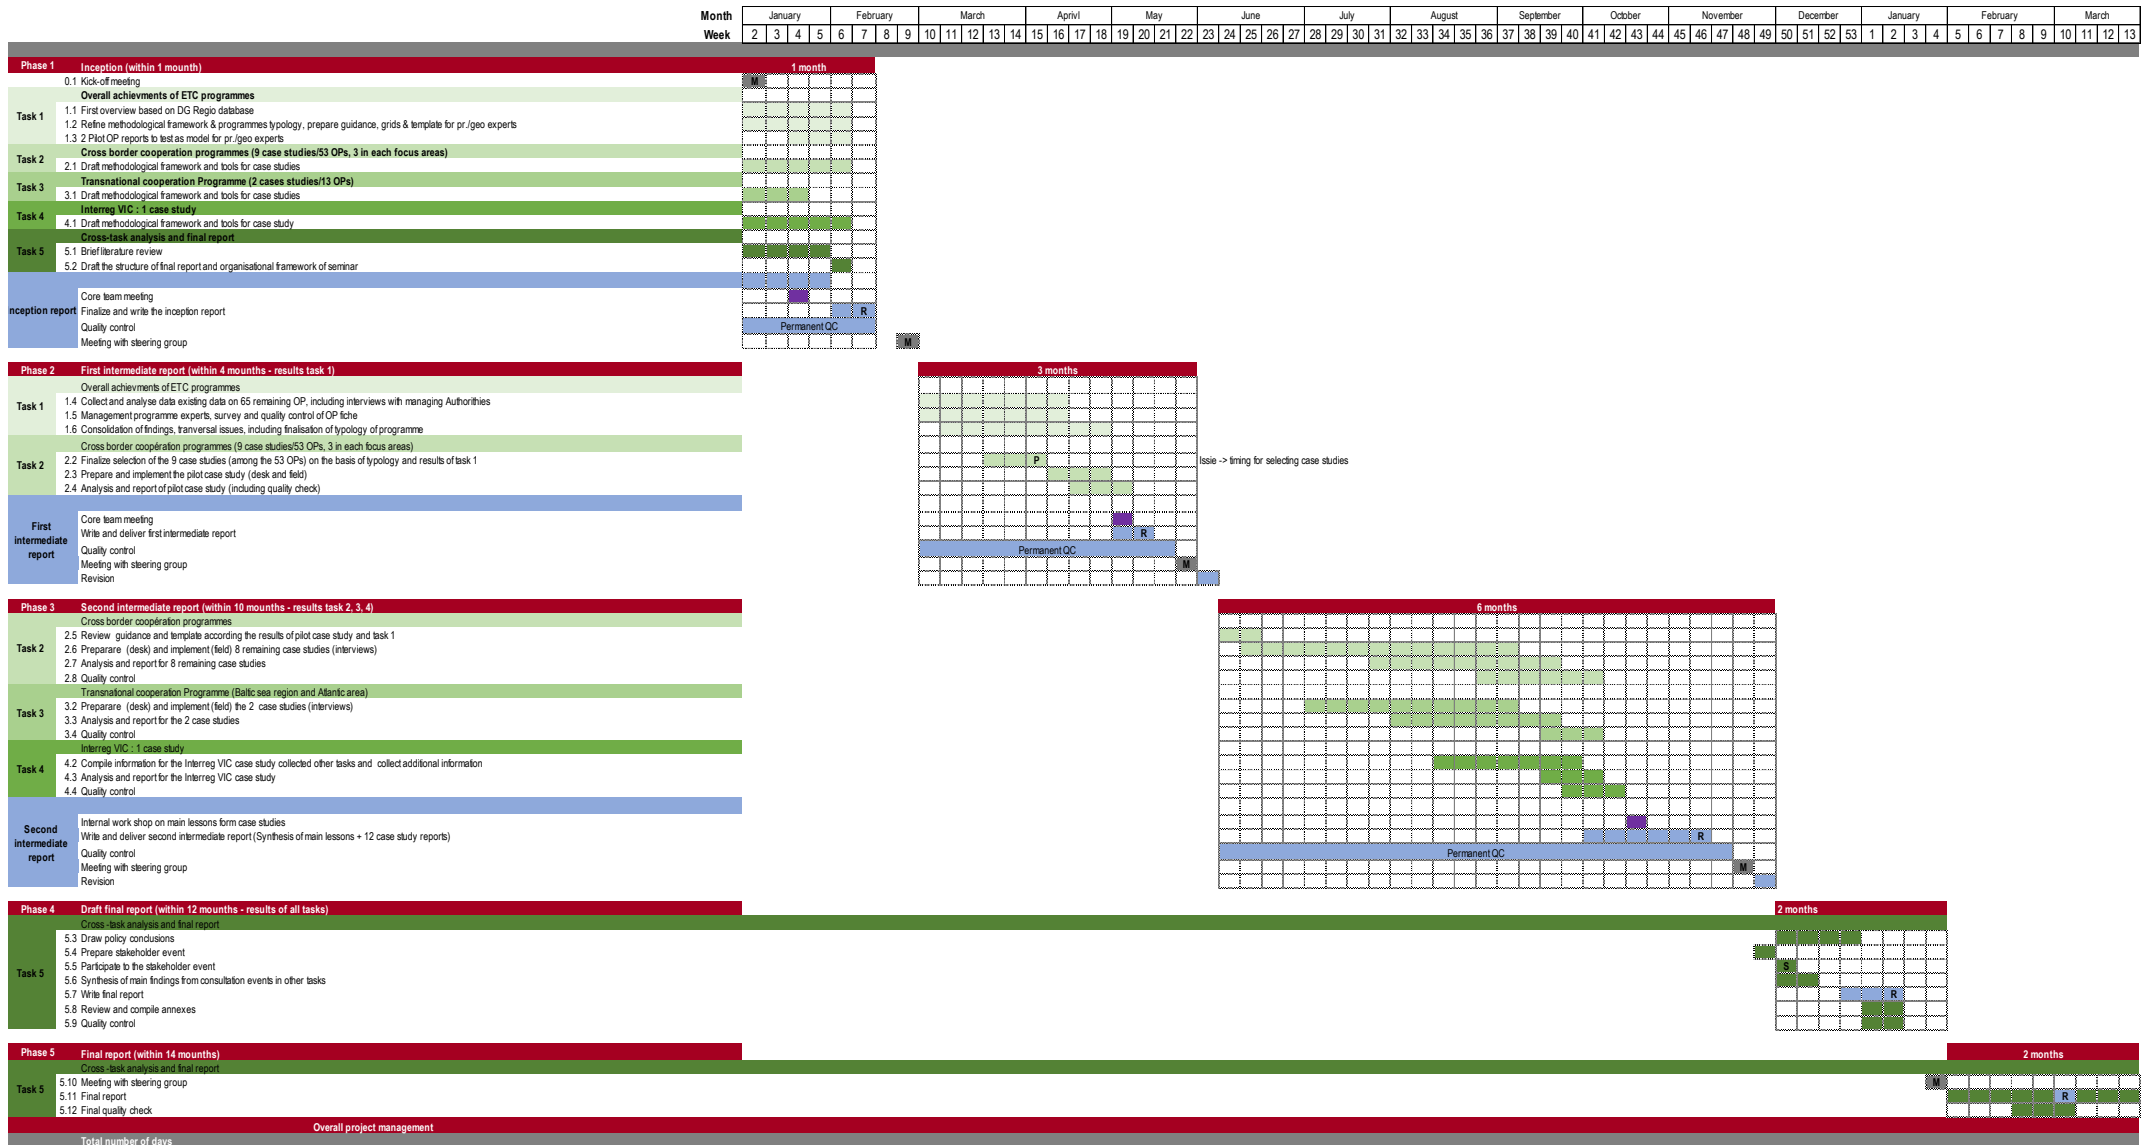 Month January February March Aprivl May June July August September October November December January February March
Week 2 3 4 5 6 7 8 9 10 11 12 13 14 15 16 17 18 19 20 21 22 23 24 25 26 27 28 29 30 31 32 33 34 35 36 37 38 39 40 41 42 43 44 45 46 47 48 49 50 51 52 53 1 2 3 4 5 6 7 8 9 10 11 12 13
Phase 1 Inception (within 1 mounth) 1 month
0.1 Kick-off meeting M
Overall achievments of ETC programmes
Task 1
1.1 First overview based on DG Regio database
1.2 Refine methodological framework & programmes typology, prepare guidance, grids & template for pr./geo experts
1.3 2 Pilot OP reports to test as model for pr./geo experts
Task 2
Cross border cooperation programmes (9 case studies/53 OPs, 3 in each focus areas)
2.1 Draft methodological framework and tools for case studies
Task 3
Transnational cooperation Programme (2 cases studies/13 OPs)
3.1 Draft methodological framework and tools for case studies
Task 4
Interreg VIC : 1 case study
4.1 Draft methodological framework and tools for case study
Task 5
Cross-task analysis and final report
5.1 Brief literature review
5.2 Draft the structure of final report and organisational framework of seminar
nception report
Core team meeting
Finalize and write the inception report R
Quality control Permanent QC
Meeting with steering group M
Phase 2 First intermediate report (within 4 mounths - results task 1) 3 months
Overall achievments of ETC programmes
Task 1
1.4 Collect and analyse data existing data on 65 remaining OP, including interviews with managing Authorithies
1.5 Management programme experts, survey and quality control of OP fiche
1.6 Consolidation of findings, tranversal issues, including finalisation of typology of programme
Cross border coopération programmes (9 case studies/53 OPs, 3 in each focus areas)
Task 2
2.2 Finalize selection of the 9 case studies (among the 53 OPs) on the basis of typology and results of task 1 P Issie -> timing for selecting case studies
2.3 Prepare and implement the pilot case study (desk and field)
2.4 Analysis and report of pilot case study (including quality check)
First intermediate report
Core team meeting
Write and deliver first intermediate report R
Quality control Permanent QC
Meeting with steering group M
Revision
Phase 3 Second intermediate report (within 10 mounths - results task 2, 3, 4) 6 months
Cross border coopération programmes
Task 2
2.5 Review guidance and template according the results of pilot case study and task 1
2.6 Preparare (desk) and implement (field) 8 remaining case studies (interviews)
2.7 Analysis and report for 8 remaining case studies
2.8 Quality control
Transnational cooperation Programme (Baltic sea region and Atlantic area)
Task 3
3.2 Preparare (desk) and implement (field) the 2 case studies (interviews)
3.3 Analysis and report for the 2 case studies
3.4 Quality control
Interreg VIC : 1 case study
Task 4
4.2 Compile information for the Interreg VIC case study collected other tasks and collect additional information
4.3 Analysis and report for the Interreg VIC case study
4.4 Quality control
Second intermediate report
Internal work shop on main lessons form case studies
Write and deliver second intermediate report (Synthesis of main lessons + 12 case study reports) R
Quality control Permanent QC
Meeting with steering group M
Revision
Phase 4 Draft final report (within 12 mounths - results of all tasks) 2 months
Cross -task analysis and final report
Task 5
5.3 Draw policy conclusions
5.4 Prepare stakeholder event
5.5 Participate to the stakeholder event S
5.6 Synthesis of main findings from consultation events in other tasks
5.7 Write final report R
5.8 Review and compile annexes
5.9 Quality control
Phase 5 Final report (within 14 mounths) 2 months
Cross -task analysis and final report
Task 5
5.10 Meeting with steering group M
5.11 Final report R
5.12 Final quality check
Overall project management
Total number of days